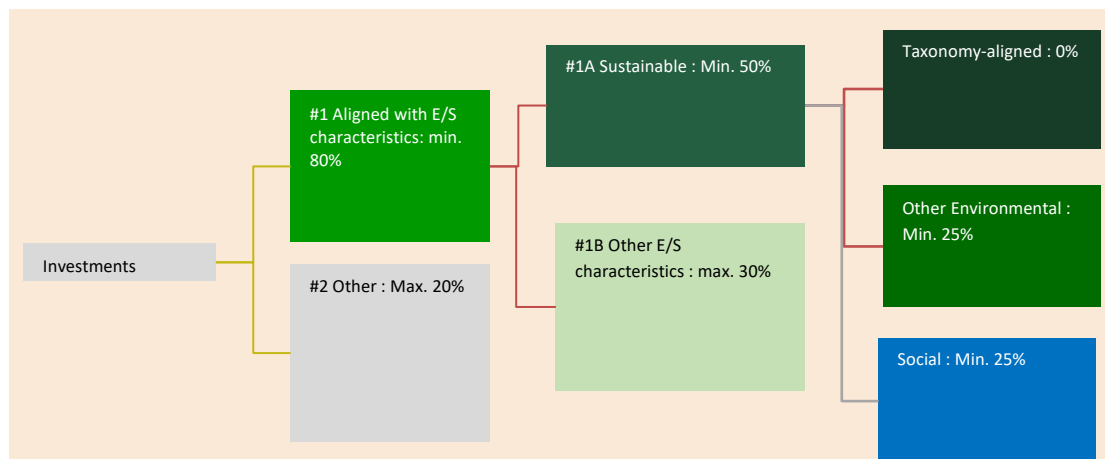 Investments
#1 Aligned with E/S
characteristics: min.
80%
#2 Other : Max. 20%
#1A Sustainable : Min. 50%
#1B Other E/S
characteristics : max. 30%
Taxonomy-aligned : 0%
Other Environmental :
Min. 25%
Social : Min. 25%